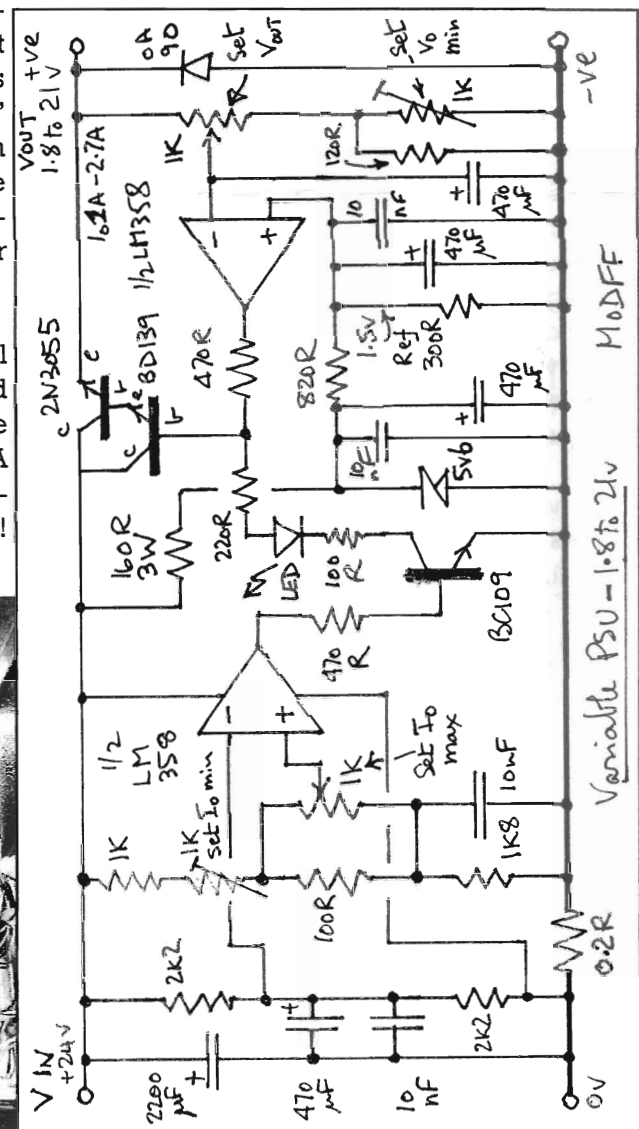 V IN
+24v
2200
µF
470
µF
10
nF
0V
2K2
2K2
1K
1K
Set Io min
100R
1K
Set Io
max
1K8
10nF
0.2R
1/2
LM
358
470
R
BC109
100
R
LED
220R
160R
3W
2N3055
c
e
b
BD139
c
e
b
470R
1/2 LM358
820R
10
nF
5V6
470
µF
1.5v
Ref
300R
470
µF
10
nF
470
µF
VOUT +ve
1.8 to 21v
1.1A-2.7A
OA
90
Set
Vout
1K
120R
Set
Vo
min
1K
-ve
Variable PSU - 1.8 to 21v
MoDFF